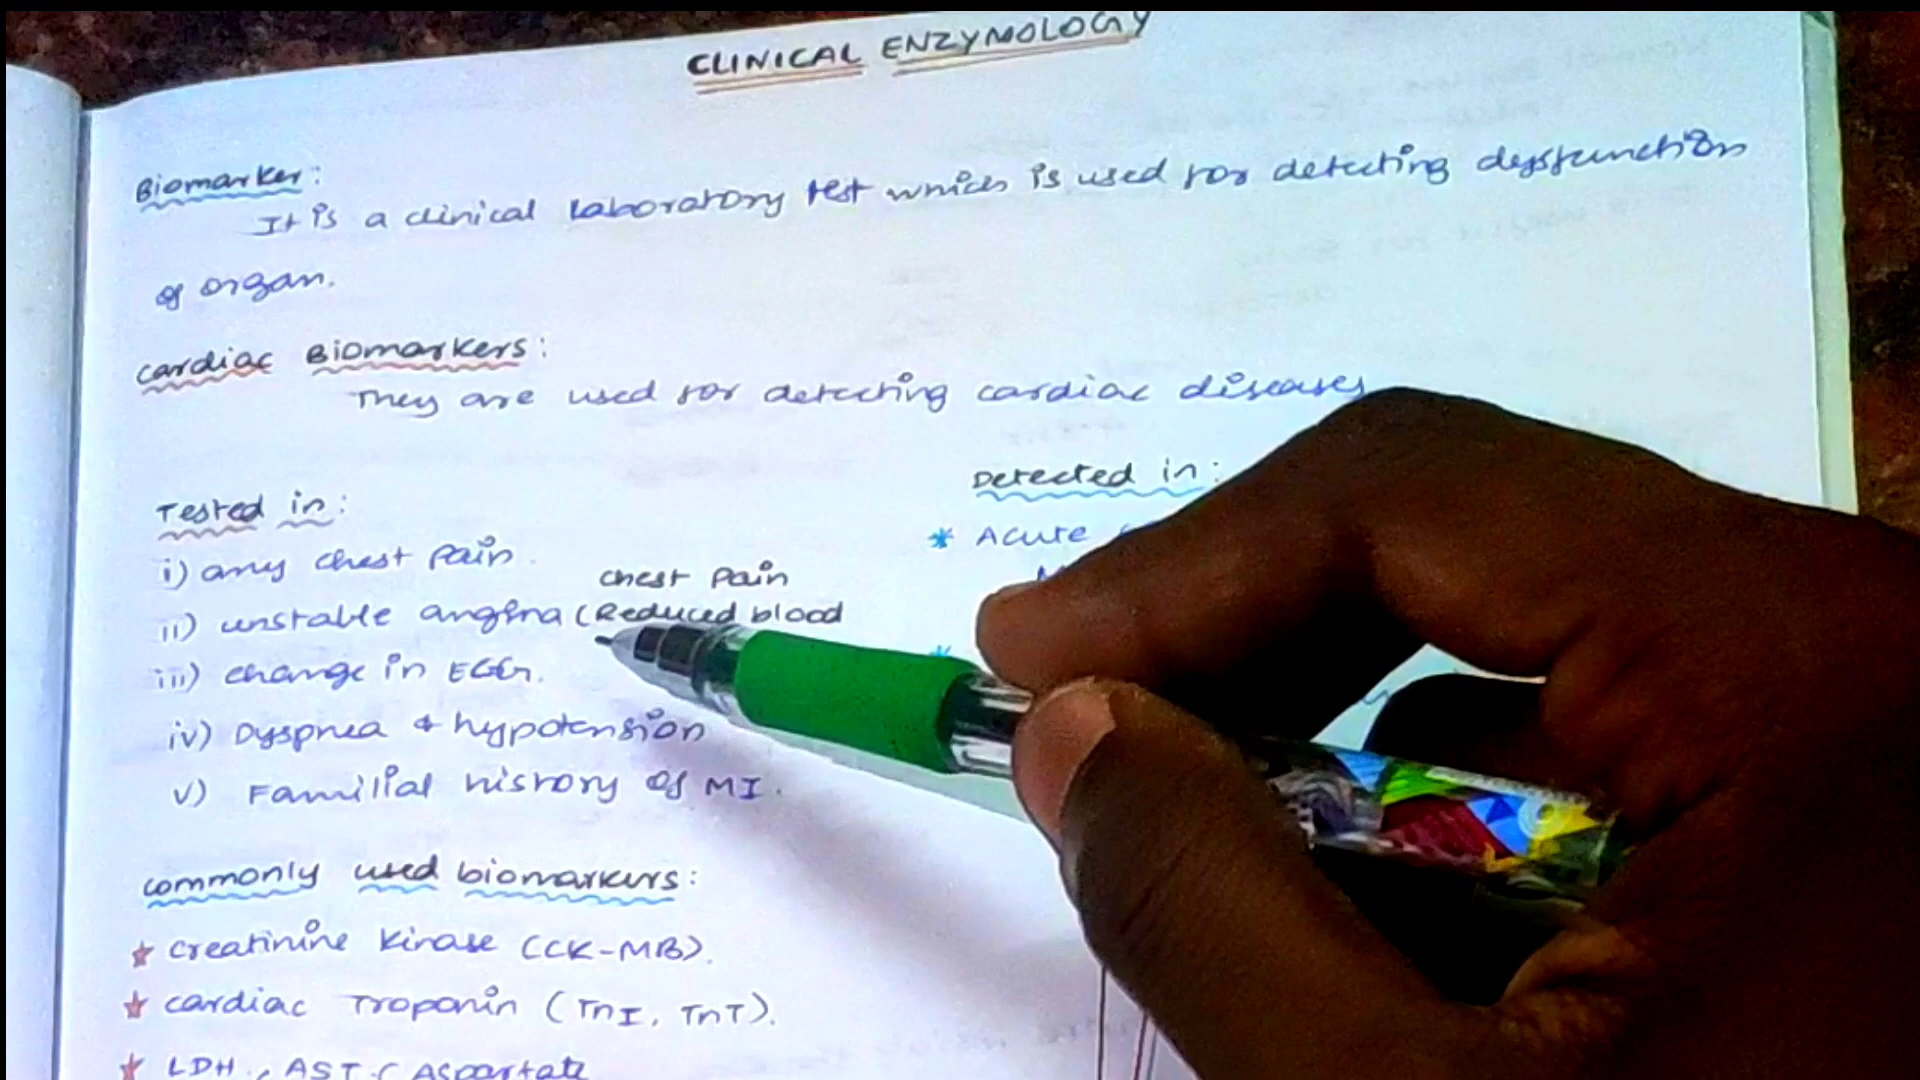 CLINICAL ENZYMOLOGY
Biomarker:
It is a clinical laboratory test which is used for detecting dysfunction
of organ.
Cardiac Biomarkers:
They are used for detecting cardiac diseases
Tested in:
i) any chest pain.
chest pain
ii) unstable angina (Reduced blood
iii) change in ECG.
iv) Dyspnea & hypotension
v) Familial history of MI.
Detected in:
* Acute
commonly used biomarkers:
★ creatinine kinase (CK-MB).
★ cardiac Troponin (TnI, TnT).
★ LDH, AST (Aspartate